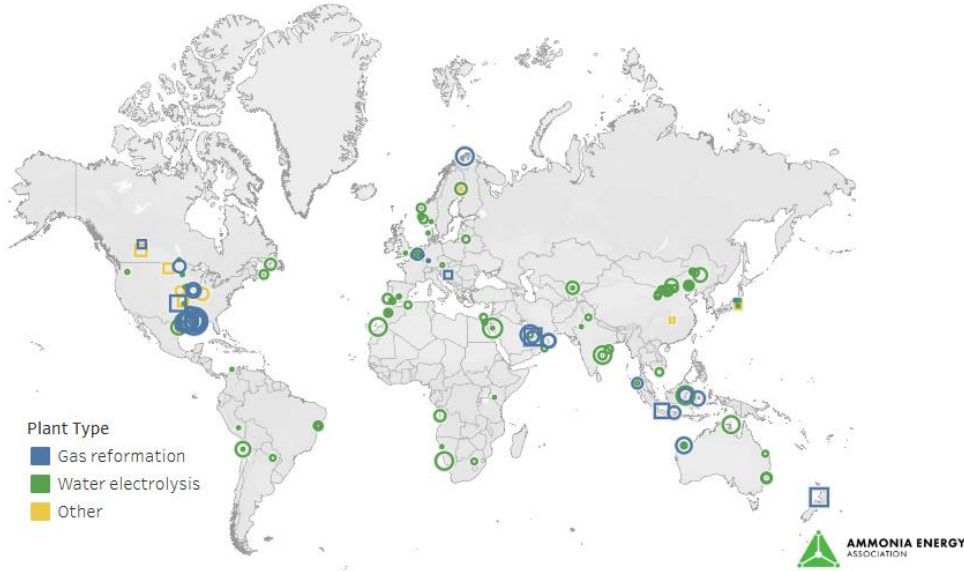 Plant Type
Gas reformation
Water electrolysis
Other
AMMONIA ENERGY
ASSOCIATION